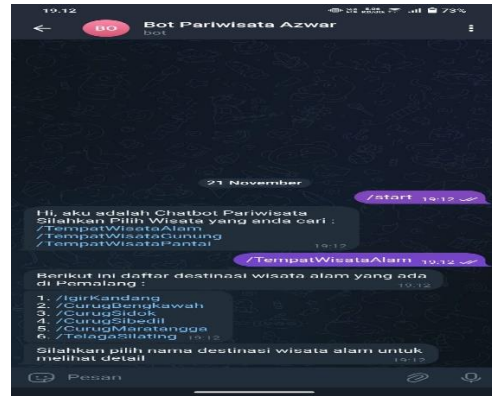 19.12
73%
BO
Bot Pariwisata Azwar
bot
21 November
/start 19:12
Hi, aku adalah Chatbot Pariwisata
Silahkan Pilih Wisata yang anda cari :
/TempatWisataAlam
/TempatWisataGunung
/TempatWisataPantai
19:12
/TempatWisataAlam 19:12
Berikut ini daftar destinasi wisata alam yang ada
di Pemalang :
19:12
1. /IgirKandang
2. /CurugBengkawah
3. /CurugSidok
4. /CurugSibedil
5. /CurugMaratangga
6. /TelagaSilating 19:12
Silahkan pilih nama destinasi wisata alam untuk
melihat detail
19:12
Pesan